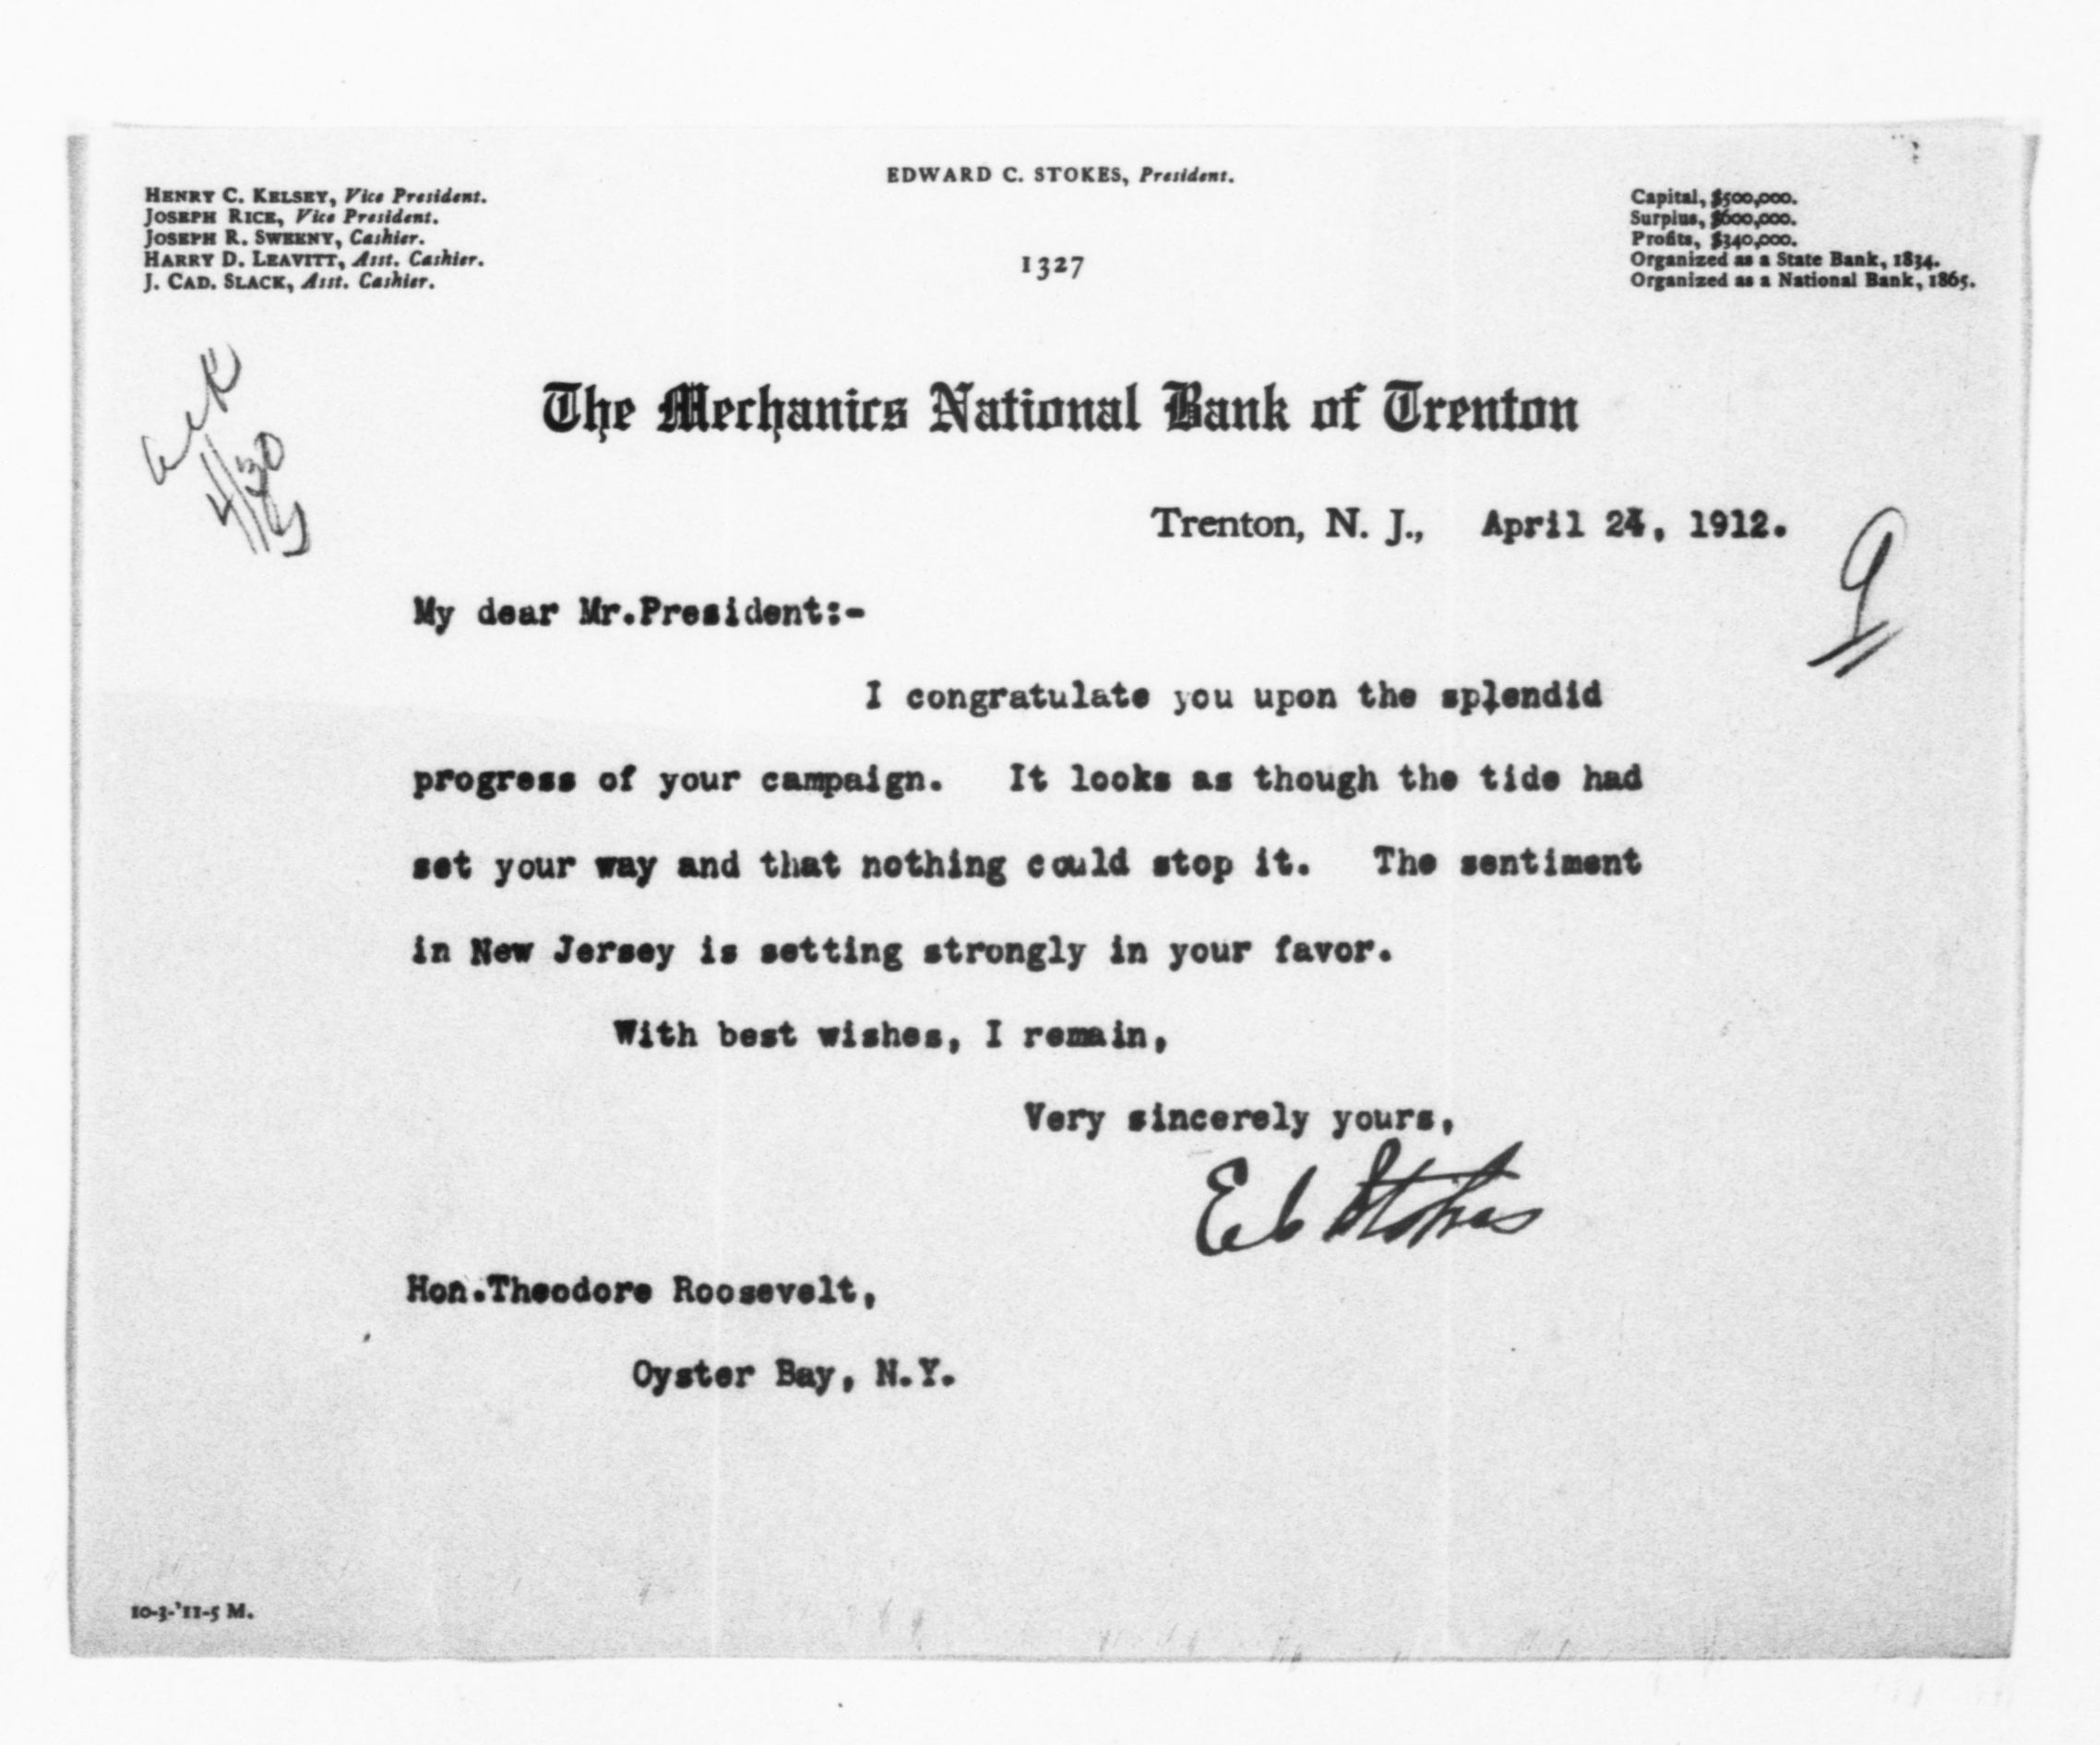 EDWARD C. STOKES, President.
HENRY C. KELSEY, Vice President.
JOSEPH RICE, Vice President.
JOSEPH R. SWEENY, Cashier.
HARRY D. LEAVITT, Asst. Cashier.
J. CAD. SLACK, Asst. Cashier.
1327
Capital, $500,000.
Surplus, $600,000.
Profits, $340,000.
Organized as a State Bank, 1834.
Organized as a National Bank, 1865.
ack
4/30
The Mechanics National Bank of Trenton
Trenton, N. J., April 24, 1912.
9
My dear Mr.President:-
I congratulate you upon the splendid
progress of your campaign. It looks as though the tide had
set your way and that nothing could stop it. The sentiment
in New Jersey is setting strongly in your favor.
With best wishes, I remain,
Very sincerely yours,
E C Stokes
Hon.Theodore Roosevelt,
Oyster Bay, N.Y.
10-3-'11-5 M.